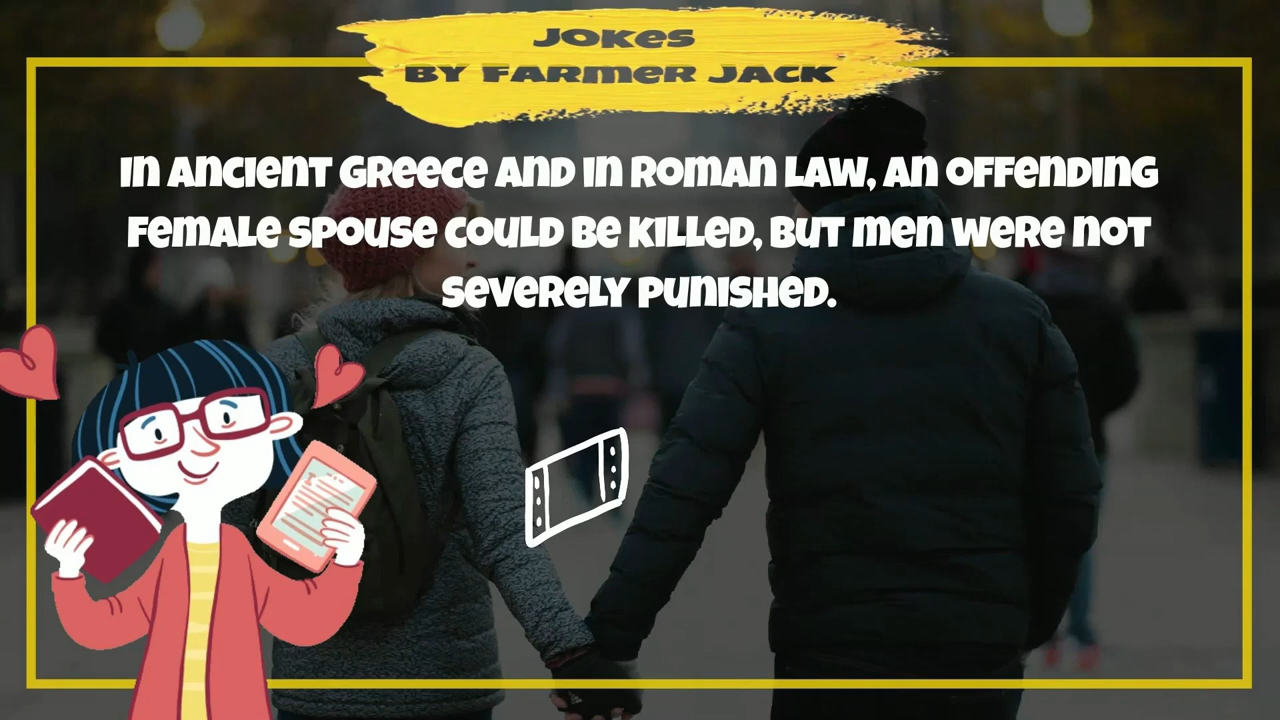 JOKES
BY FARMER JACK
In Ancient Greece and in Roman law, an offending
female spouse could be killed, but men were not
severely punished.